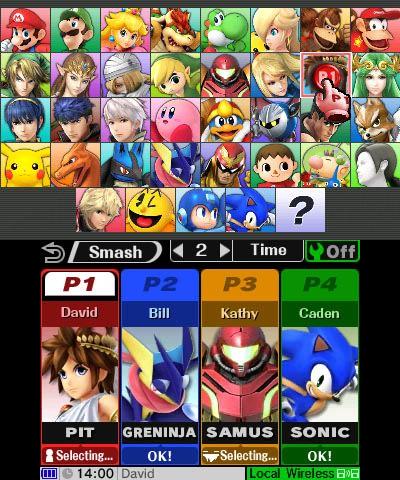 P1
?
Smash
2
Time
Off
P1 P2 P3 P4
David Bill Kathy Caden
PIT GRENINJA SAMUS SONIC
Selecting... OK! Selecting... OK!
14:00 David Local Wireless